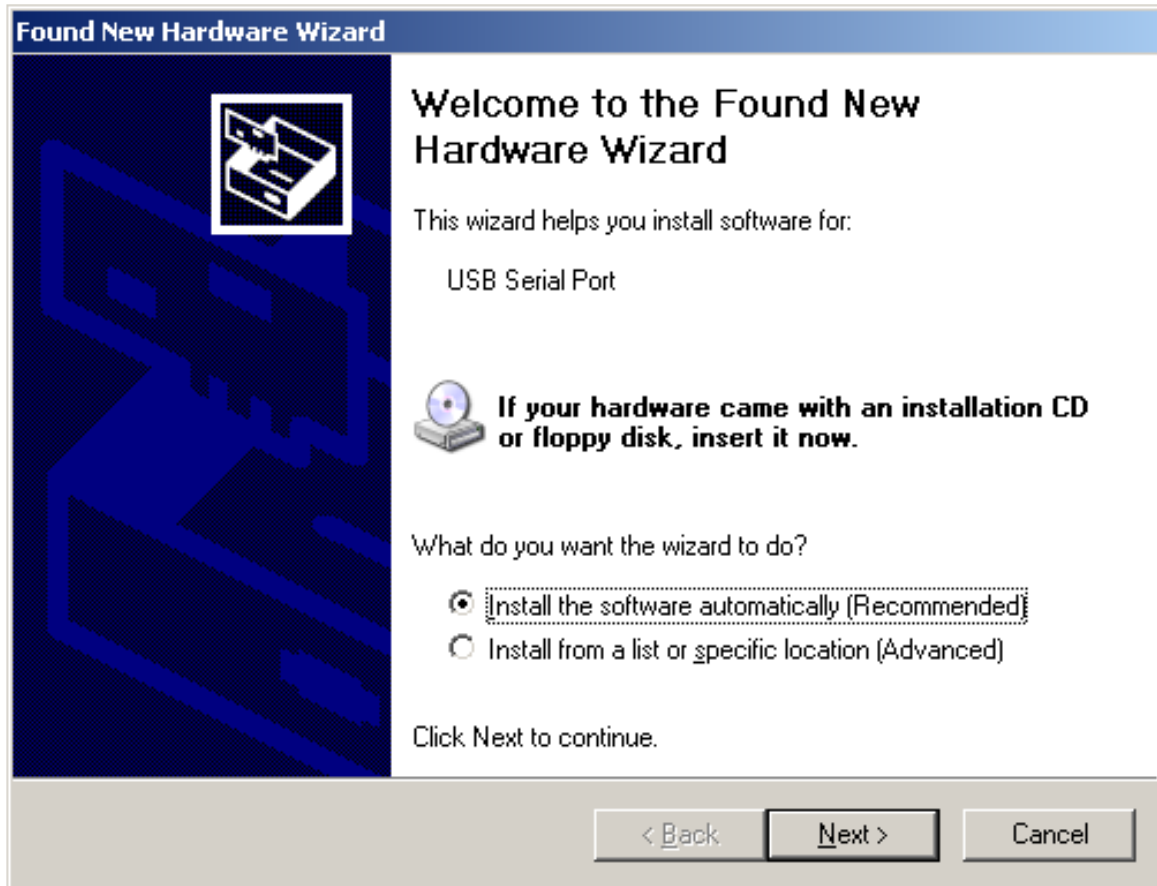 Found New Hardware Wizard
Welcome to the Found New
Hardware Wizard
This wizard helps you install software for:
USB Serial Port
If your hardware came with an installation CD
or floppy disk, insert it now.
What do you want the wizard to do?
Install the software automatically (Recommended)
Install from a list or specific location (Advanced)
Click Next to continue.
< Back Next > Cancel